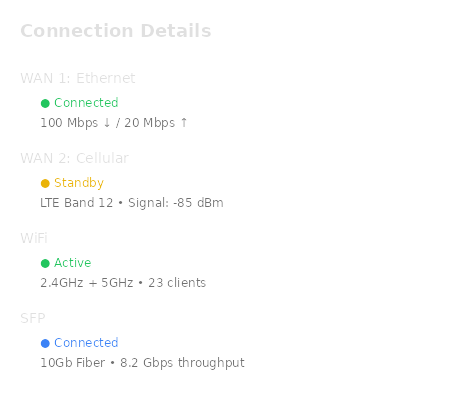 Connection Details
WAN 1: Ethernet
● Connected
100 Mbps ↓ / 20 Mbps ↑
WAN 2: Cellular
● Standby
LTE Band 12 • Signal: -85 dBm
WiFi
● Active
2.4GHz + 5GHz • 23 clients
SFP
● Connected
10Gb Fiber • 8.2 Gbps throughput